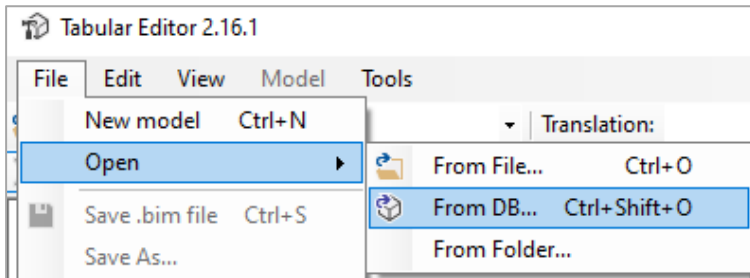 Tabular Editor 2.16.1
File Edit View Model Tools
New model Ctrl+N
Translation:
Open
From File... Ctrl+O
Save .bim file Ctrl+S
From DB... Ctrl+Shift+O
Save As...
From Folder...